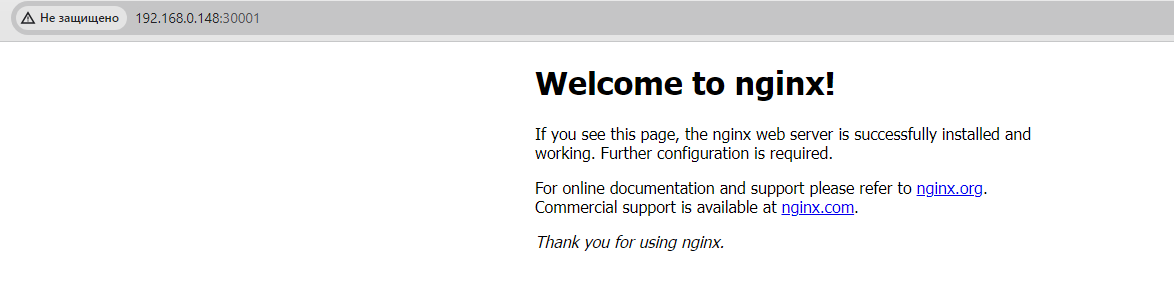 Не защищено 192.168.0.148:30001
Welcome to nginx!
If you see this page, the nginx web server is successfully installed and
working. Further configuration is required.
For online documentation and support please refer to nginx.org.
Commercial support is available at nginx.com.
Thank you for using nginx.